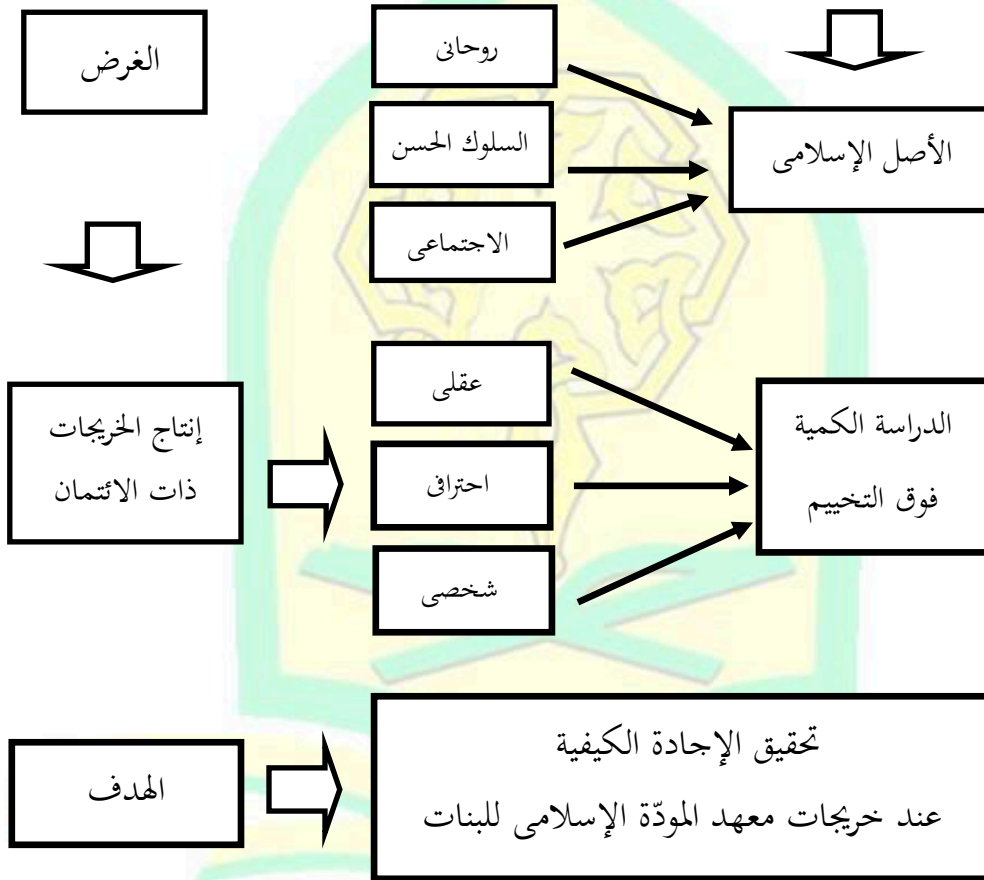 الغرض
روحانى
السلوك الحسن
الاجتماعى
الأصل الإسلامى
إنتاج الخريجات
ذات الائتمان
عقلى
احترافى
شخصى
الدراسة الكمية
فوق التخييم
الهدف
تحقيق الإجادة الكيفية
عند خريجات معهد المودّة الإسلامى للبنات